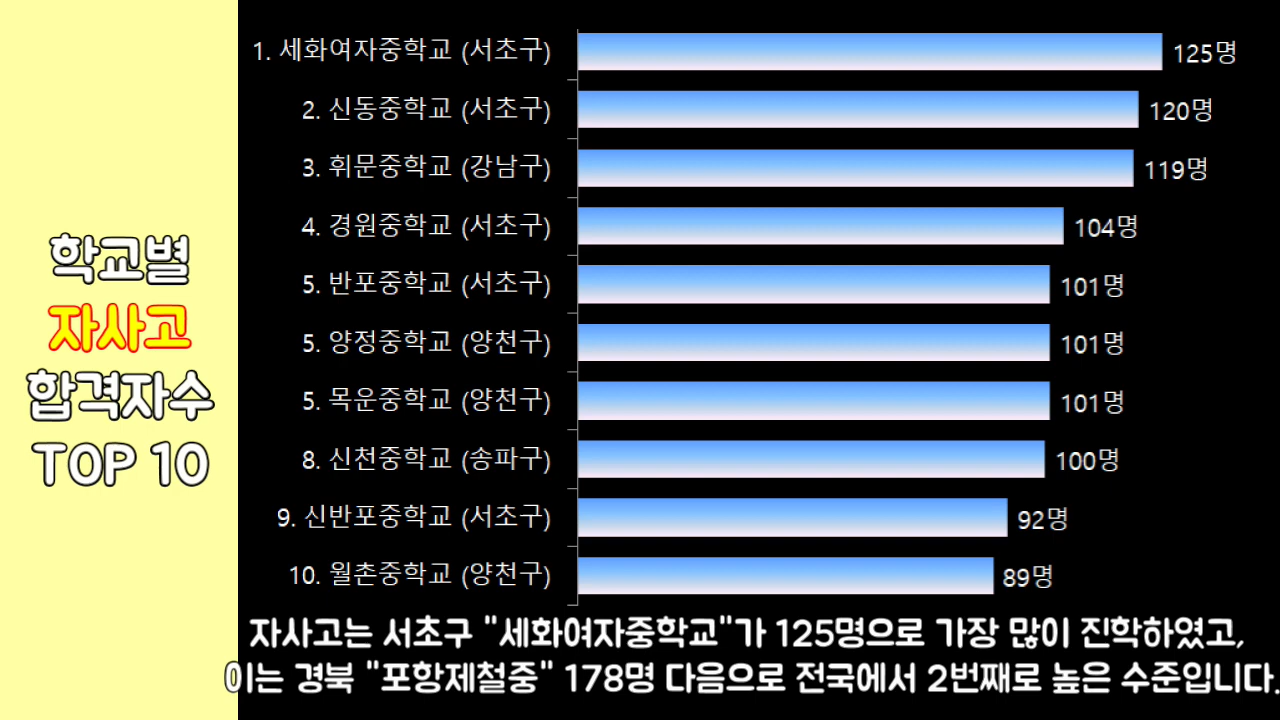 학교별
자사고
합격자수
TOP 10
1. 세화여자중학교 (서초구) 125명
2. 신동중학교 (서초구) 120명
3. 휘문중학교 (강남구) 119명
4. 경원중학교 (서초구) 104명
5. 반포중학교 (서초구) 101명
5. 양정중학교 (양천구) 101명
5. 목운중학교 (양천구) 101명
8. 신천중학교 (송파구) 100명
9. 신반포중학교 (서초구) 92명
10. 월촌중학교 (양천구) 89명
자사고는 서초구 "세화여자중학교"가 125명으로 가장 많이 진학하였고,
이는 경북 "포항제철중" 178명 다음으로 전국에서 2번째로 높은 수준입니다.